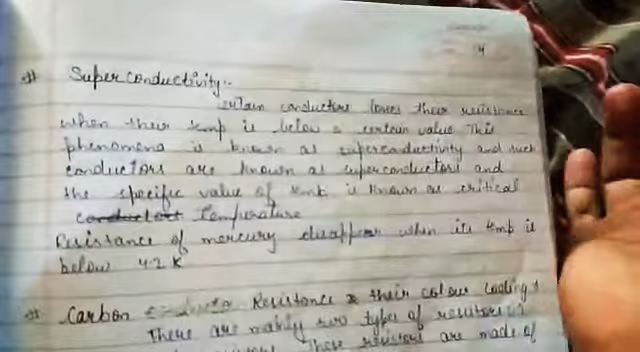 14
# Superconductivity:-
certain conductors loses their resistance
when their temp is below a certain value This
phenomena is known as superconductivity and such
conductors are known as superconductors and
the specific value of temp is known as critical
conductor Temperature
Resistance of mercury disappear when its temp is
below 4.2 K
# Carbon Resistance & their colour coding:
There are mainly two types of resistors
These resistors are made of